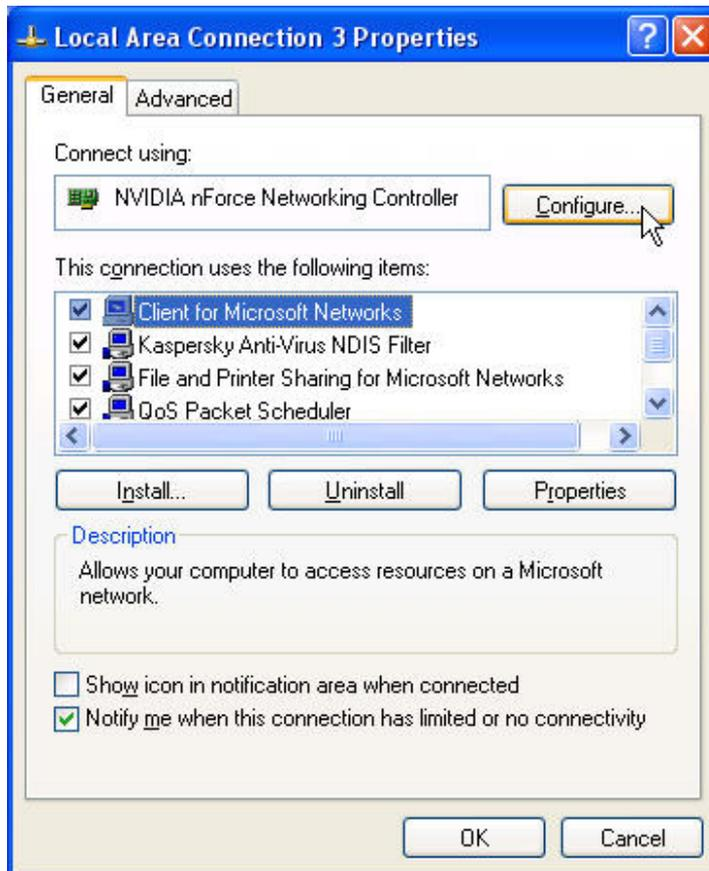 Local Area Connection 3 Properties
General
Advanced
Connect using:
NVIDIA nForce Networking Controller
Configure...
This connection uses the following items:
Client for Microsoft Networks
Kaspersky Anti-Virus NDIS Filter
File and Printer Sharing for Microsoft Networks
QoS Packet Scheduler
Install...
Uninstall
Properties
Description
Allows your computer to access resources on a Microsoft
network.
Show icon in notification area when connected
Notify me when this connection has limited or no connectivity
OK
Cancel